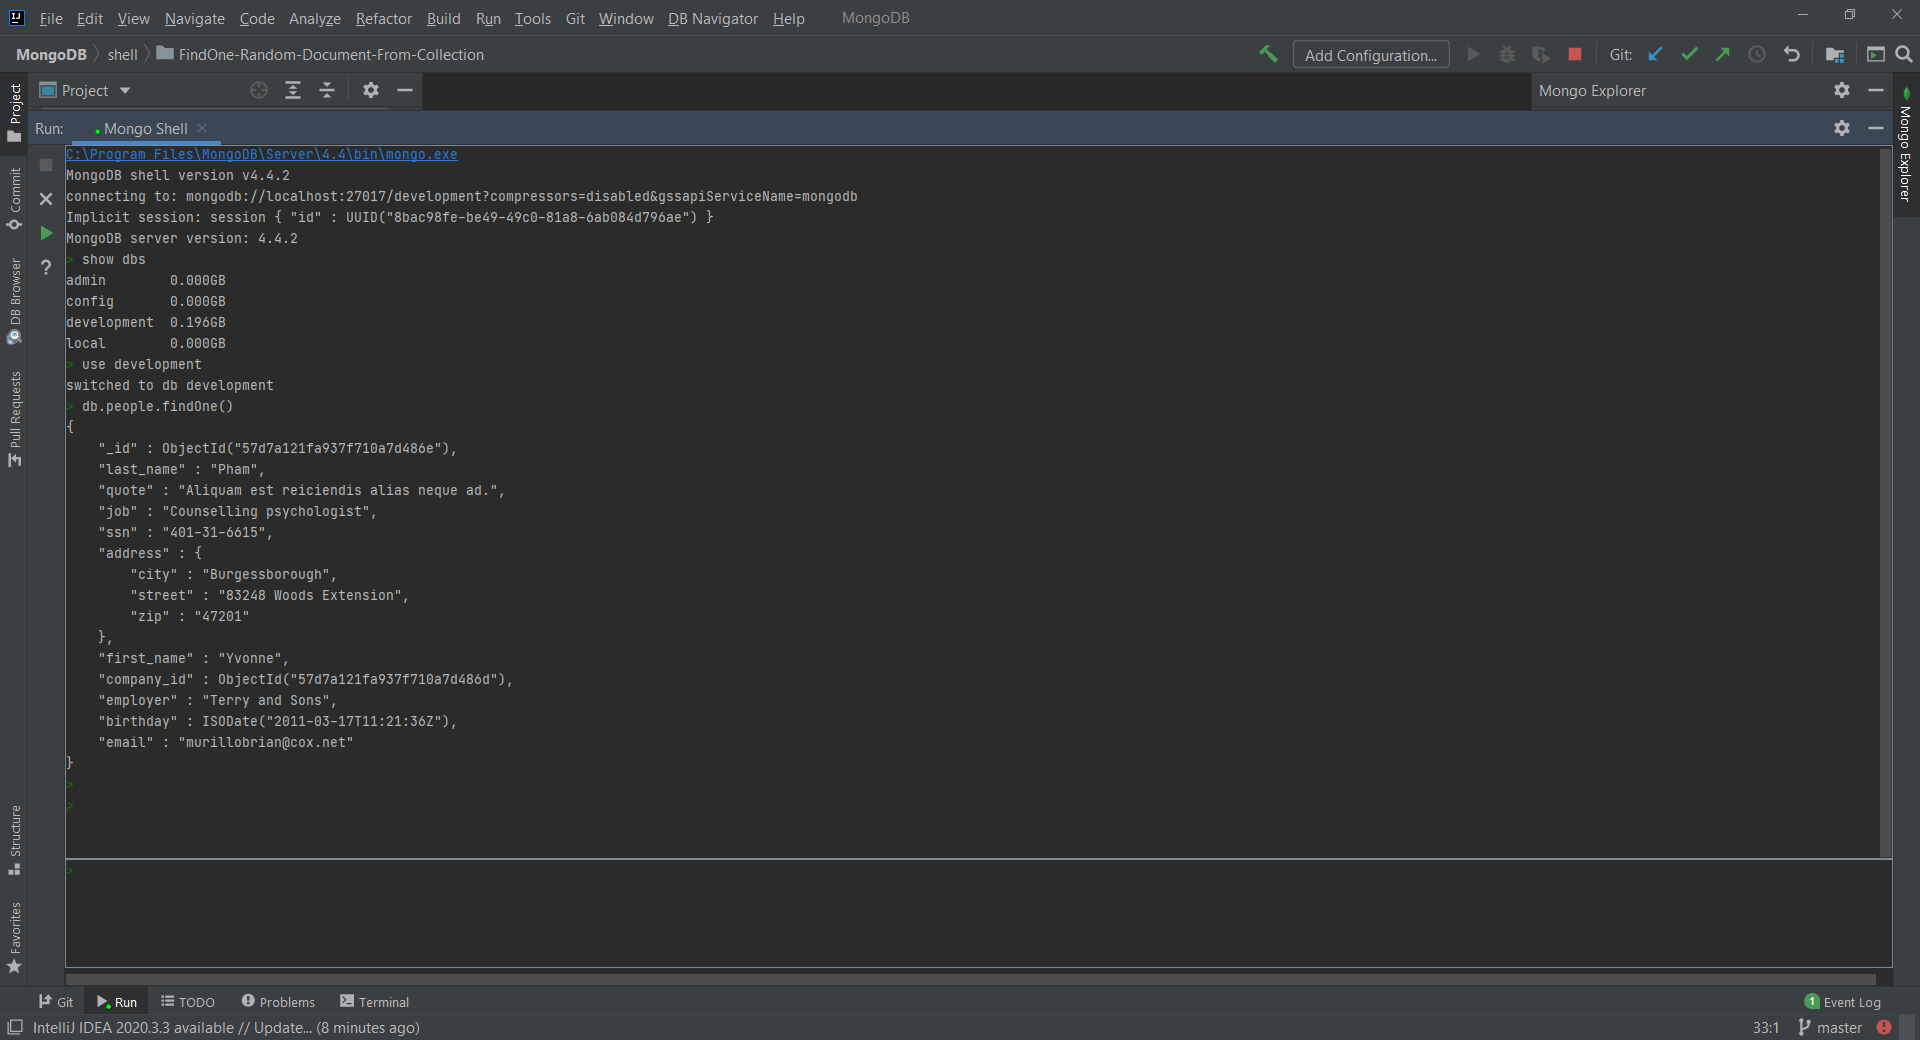 File Edit View Navigate Code Analyze Refactor Build Run Tools Git Window DB Navigator Help MongoDB
MongoDB shell FindOne-Random-Document-From-Collection Add Configuration... Git:
Project Mongo Explorer
Run: Mongo Shell
C:\Program Files\MongoDB\Server\4.4\bin\mongo.exe
MongoDB shell version v4.4.2
connecting to: mongodb://localhost:27017/development?compressors=disabled&gssapiServiceName=mongodb
Implicit session: session { "id" : UUID("8bac98fe-be49-49c0-81a8-6ab084d796ae") }
MongoDB server version: 4.4.2
> show dbs
admin        0.000GB
config       0.000GB
development  0.196GB
local        0.000GB
> use development
switched to db development
> db.people.findOne()
{
    "_id" : ObjectId("57d7a121fa937f710a7d486e"),
    "last_name" : "Pham",
    "quote" : "Aliquam est reiciendis alias neque ad.",
    "job" : "Counselling psychologist",
    "ssn" : "401-31-6615",
    "address" : {
        "city" : "Burgessborough",
        "street" : "83248 Woods Extension",
        "zip" : "47201"
    },
    "first_name" : "Yvonne",
    "company_id" : ObjectId("57d7a121fa937f710a7d486d"),
    "employer" : "Terry and Sons",
    "birthday" : ISODate("2011-03-17T11:21:36Z"),
    "email" : "murillobrian@cox.net"
}
>
>
>
Project
Commit
DB Browser
Pull Requests
Structure
Favorites
Mongo Explorer
Git Run TODO Problems Terminal 1 Event Log
IntelliJ IDEA 2020.3.3 available // Update... (8 minutes ago) 33:1 master